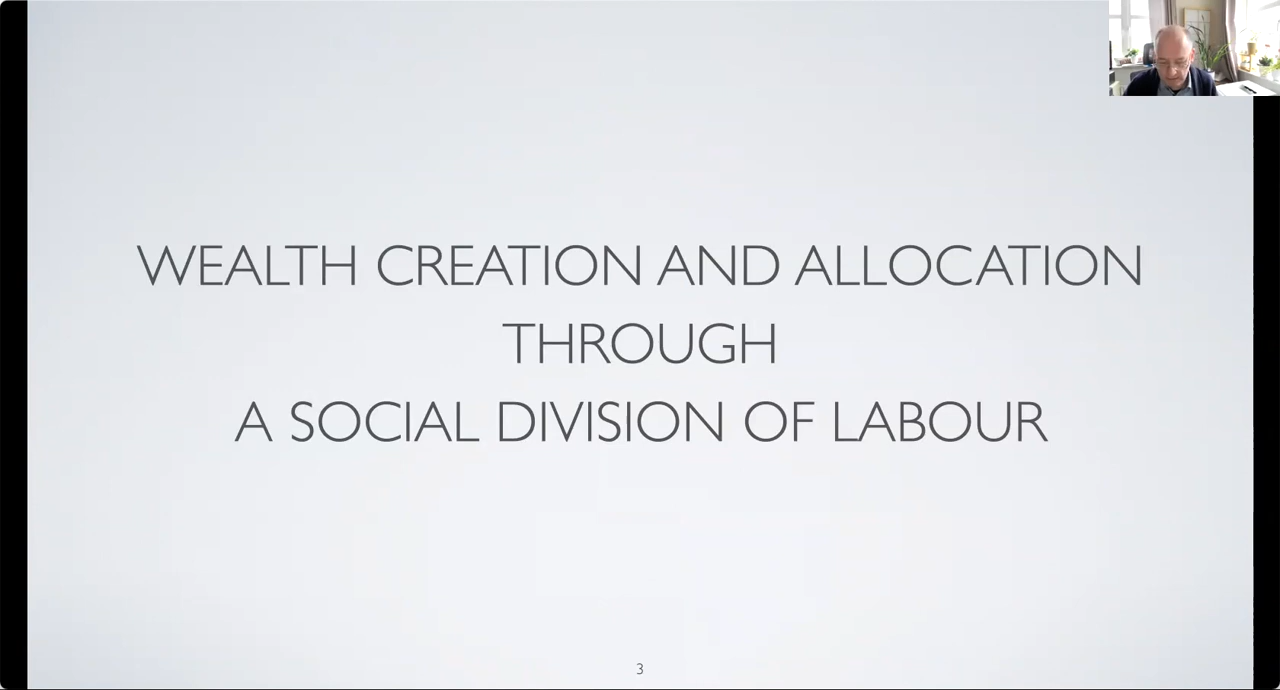 WEALTH CREATION AND ALLOCATION
THROUGH
A SOCIAL DIVISION OF LABOUR
3